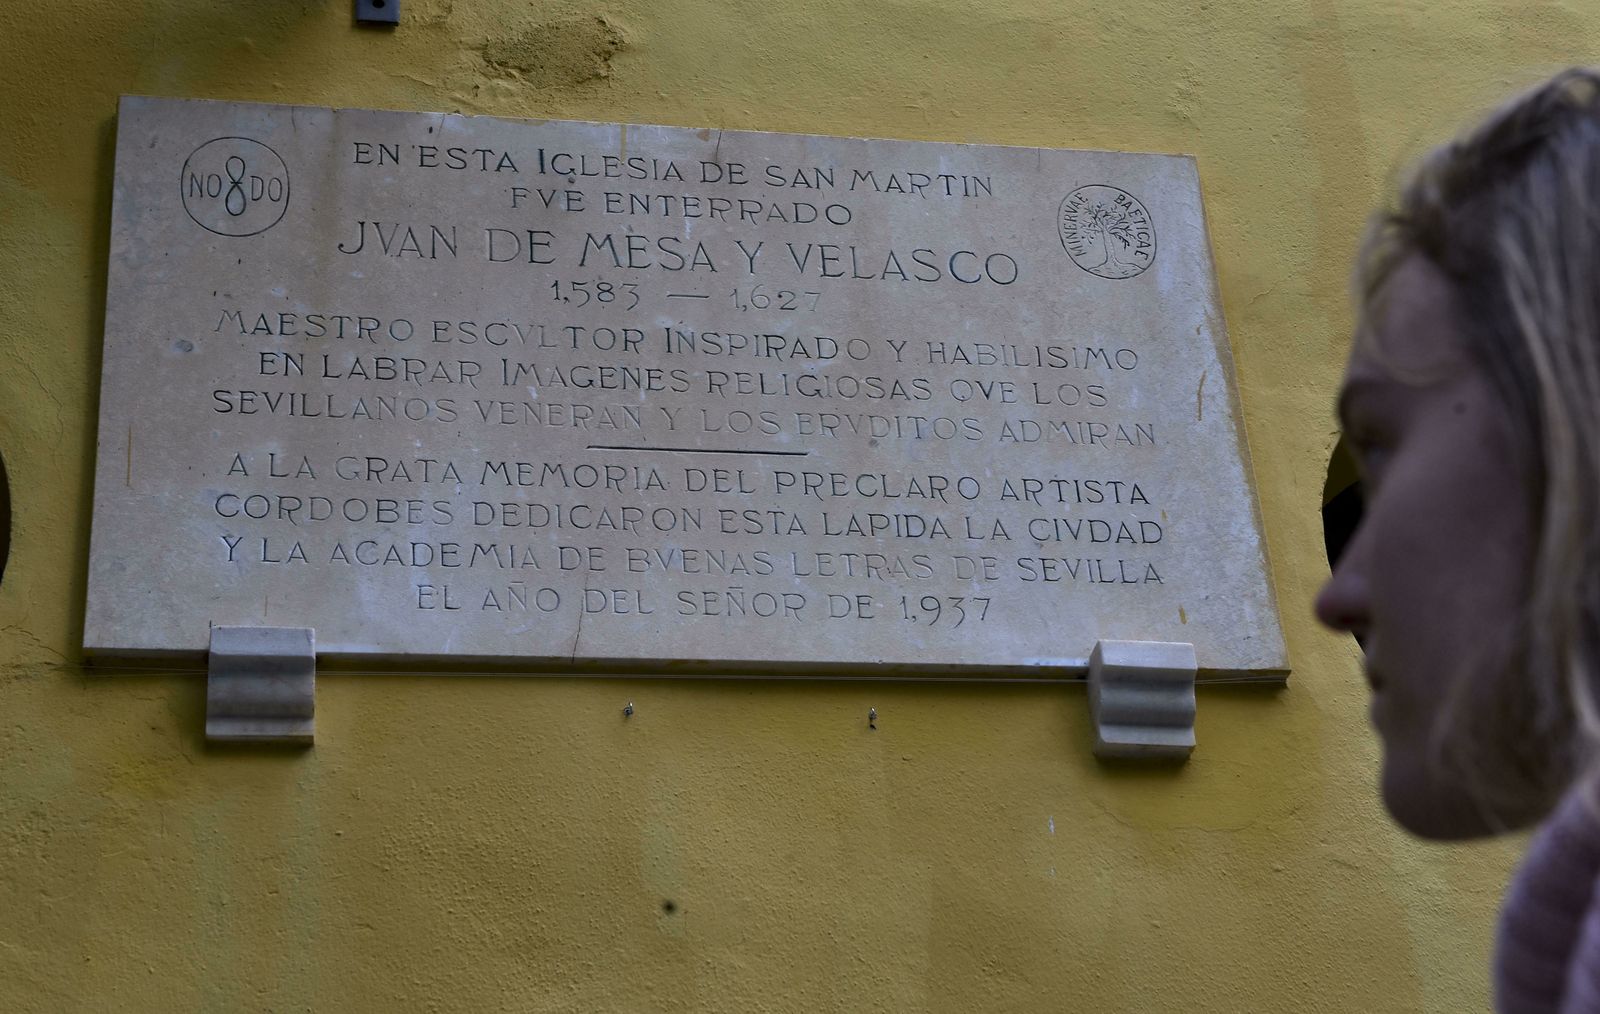 NO8DO
EN ESTA IGLESIA DE SAN MARTIN
FVE ENTERRADO
JVAN DE MESA Y VELASCO
1,583 — 1,627
MINERVAE BAETICAE
MAESTRO ESCVLTOR INSPIRADO Y HABILISIMO
EN LABRAR IMAGENES RELIGIOSAS QVE LOS
SEVILLANOS VENERAN Y LOS ERVDITOS ADMIRAN
A LA GRATA MEMORIA DEL PRECLARO ARTISTA
CORDOBES DEDICARON ESTA LAPIDA LA CIVDAD
Y LA ACADEMIA DE BVENAS LETRAS DE SEVILLA
EL AÑO DEL SEÑOR DE 1,937